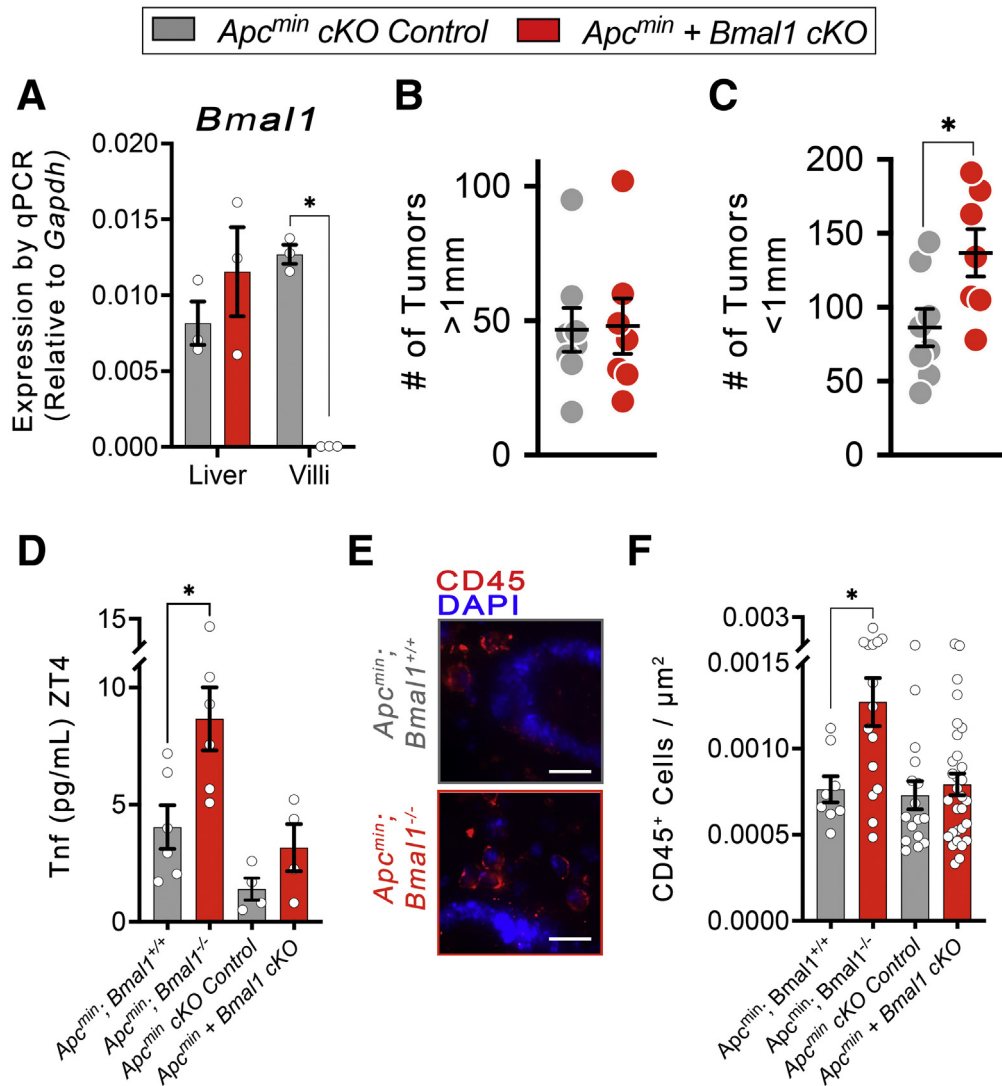 Apcmin cKO Control Apcmin + Bmal1 cKO
A
Bmal1
Expression by qPCR
(Relative to Gapdh)
0.020
0.015
0.010
0.005
0.000
*
Liver Villi
B
# of Tumors
>1mm
100
50
0
C
# of Tumors
<1mm
200
150
100
50
0
*
D
Tnf (pg/mL) ZT4
15
10
5
0
*
Apcmin; Bmal1+/+
Apcmin; Bmal1-/-
Apcmin cKO Control
Apcmin + Bmal1 cKO
E
CD45
DAPI
Apcmin;
Bmal1+/+
Apcmin;
Bmal1-/-
F
CD45+ Cells / µm2
0.003
0.0015
0.0010
0.0005
0.0000
*
Apcmin; Bmal1+/+
Apcmin; Bmal1-/-
Apcmin cKO Control
Apcmin + Bmal1 cKO